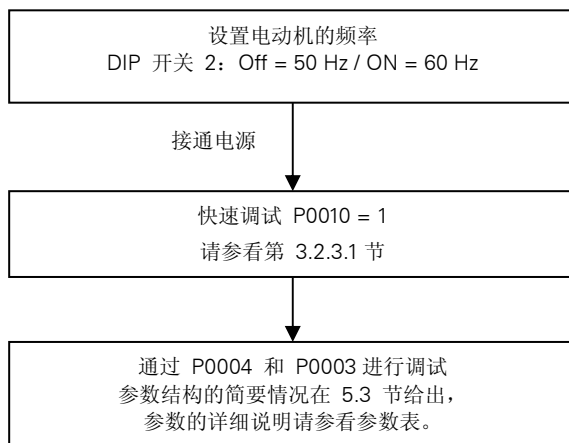 设置电动机的频率
DIP 开关 2：Off = 50 Hz / ON = 60 Hz
接通电源
快速调试 P0010 = 1
请参看第 3.2.3.1 节
通过 P0004 和 P0003 进行调试
参数结构的简要情况在 5.3 节给出，
参数的详细说明请参看参数表。